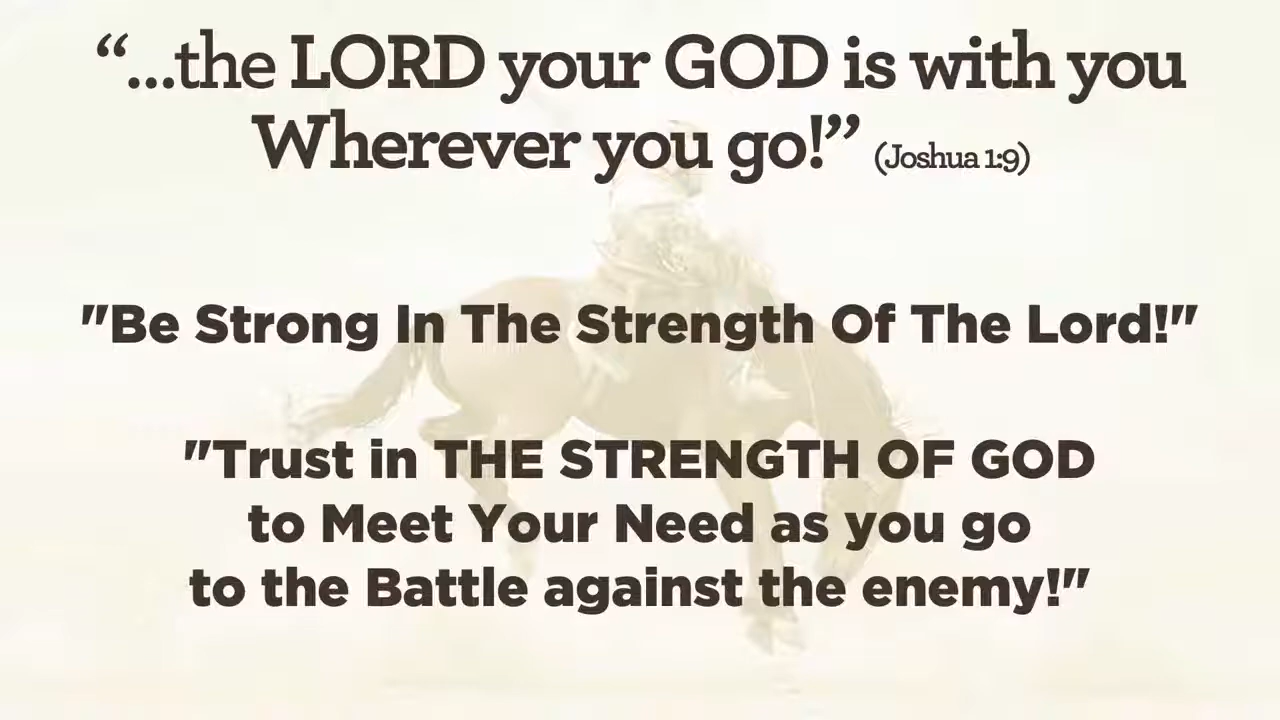 “...the LORD your GOD is with you
Wherever you go!” (Joshua 1:9)
"Be Strong In The Strength Of The Lord!"
"Trust in THE STRENGTH OF GOD
to Meet Your Need as you go
to the Battle against the enemy!"